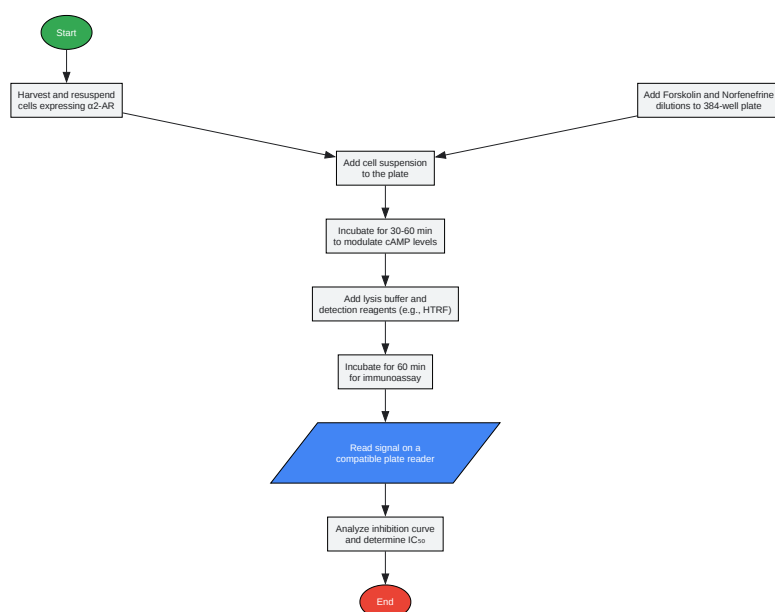 Start
Harvest and resuspend
cells expressing α2-AR
Add Forskolin and Norfenefrine
dilutions to 384-well plate
Add cell suspension
to the plate
Incubate for 30-60 min
to modulate cAMP levels
Add lysis buffer and
detection reagents (e.g., HTRF)
Incubate for 60 min
for immunoassay
Read signal on a
compatible plate reader
Analyze inhibition curve
and determine IC₅₀
End